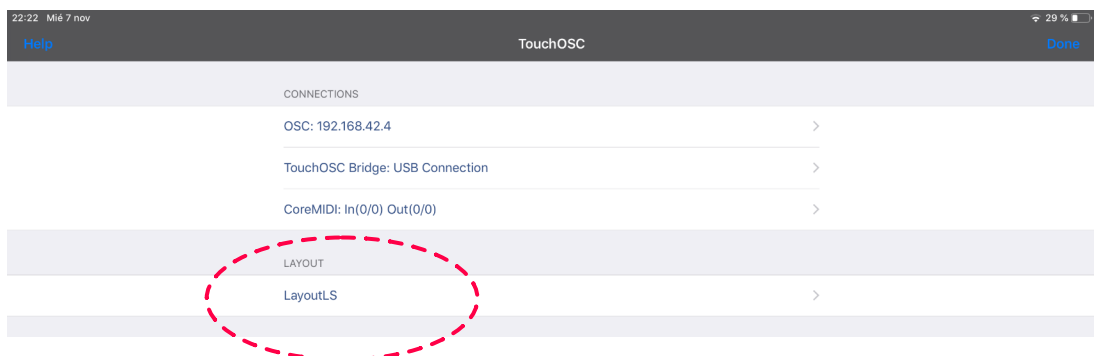 22:22 Mié 7 nov 29 %
Help TouchOSC Done
CONNECTIONS
OSC: 192.168.42.4
TouchOSC Bridge: USB Connection
CoreMIDI: In(0/0) Out(0/0)
LAYOUT
LayoutLS